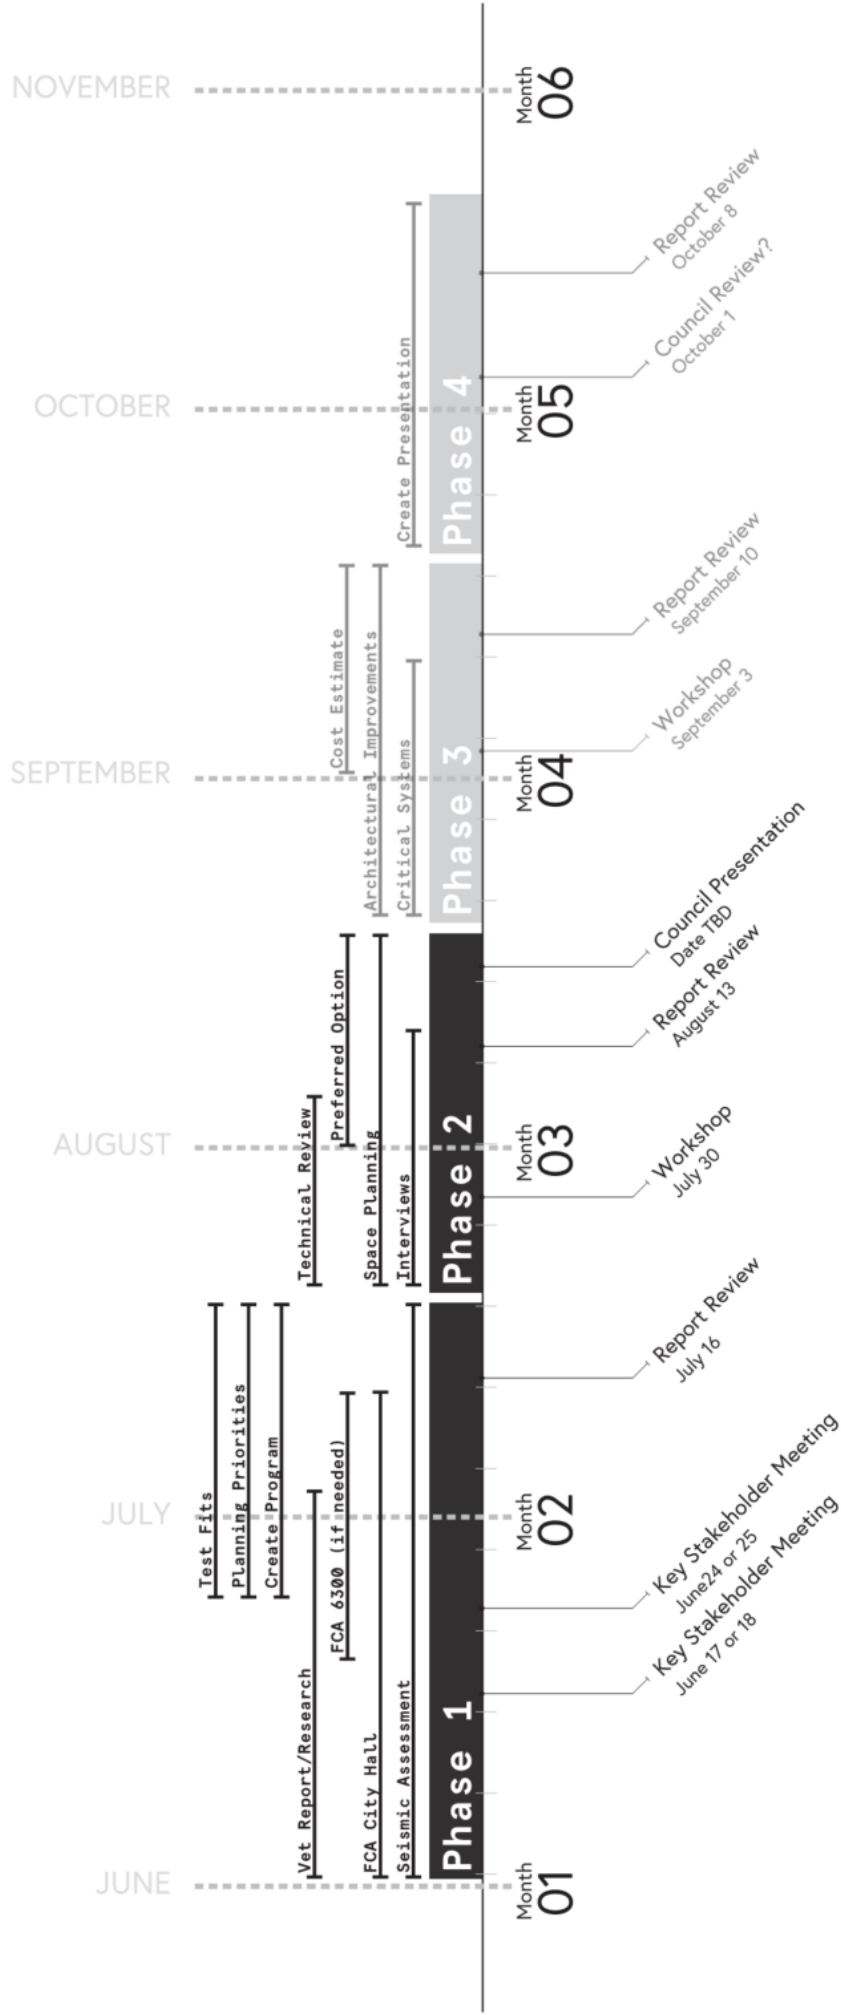 NOVEMBER
OCTOBER
SEPTEMBER
AUGUST
JULY
JUNE
Test Fits
Planning Priorities
Create Program
Vet Report/Research
Technical Review
FCA 6300 (if needed)
Preferred Option
Cost Estimate
FCA City Hall
Space Planning
Architectural Improvements
Seismic Assessment
Interviews
Critical Systems
Create Presentation
Phase 1
Phase 2
Phase 3
Phase 4
Month
01
Month
02
Month
03
Month
04
Month
05
Month
06
Key Stakeholder Meeting
June 17 or 18
Key Stakeholder Meeting
June24 or 25
Report Review
July 16
Workshop
July 30
Report Review
August 13
Council Presentation
Date TBD
Workshop
September 3
Report Review
September 10
Council Review?
October 1
Report Review
October 8